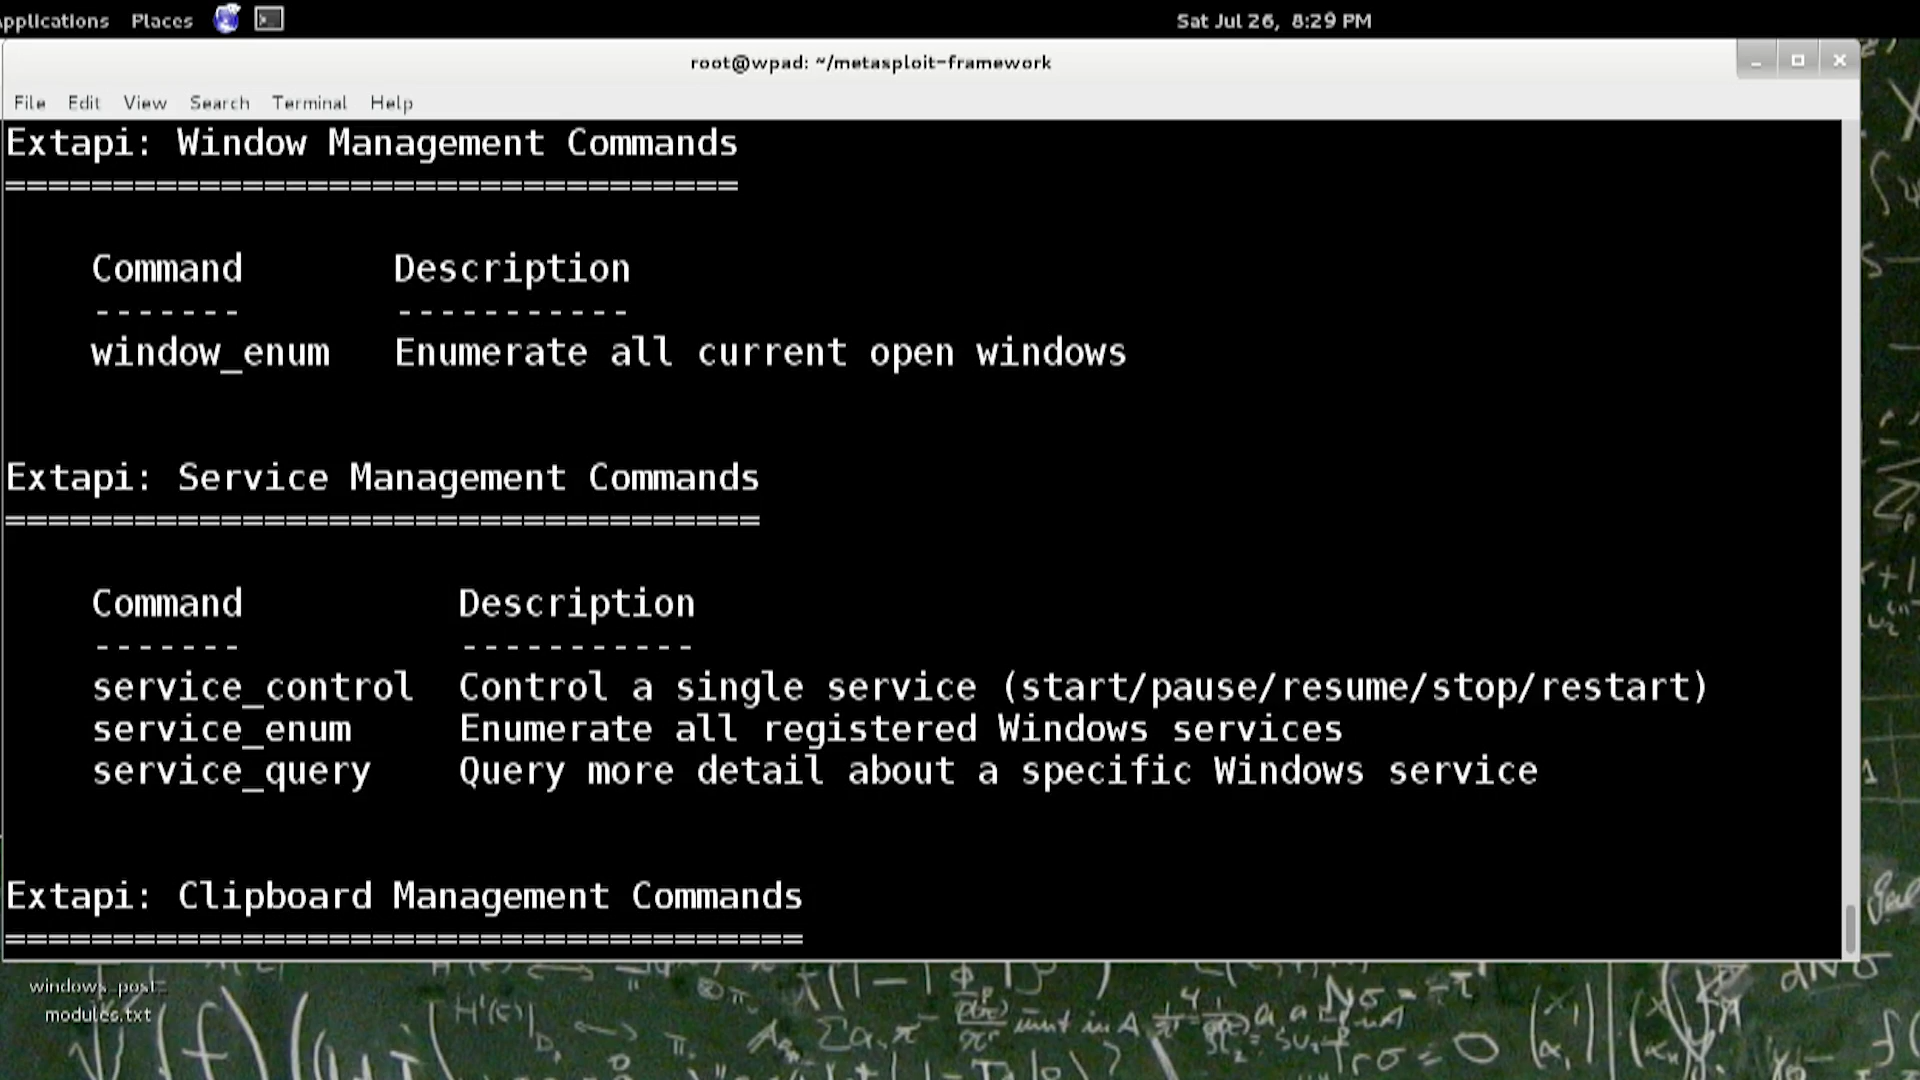 Applications Places Sat Jul 26, 8:29 PM
root@wpad: ~/metasploit-framework
File Edit View Search Terminal Help
Extapi: Window Management Commands
==================================
Command Description
------- -----------
window_enum Enumerate all current open windows
Extapi: Service Management Commands
===================================
Command Description
------- -----------
service_control Control a single service (start/pause/resume/stop/restart)
service_enum Enumerate all registered Windows services
service_query Query more detail about a specific Windows service
Extapi: Clipboard Management Commands
=====================================
windows_post_
modules.txt